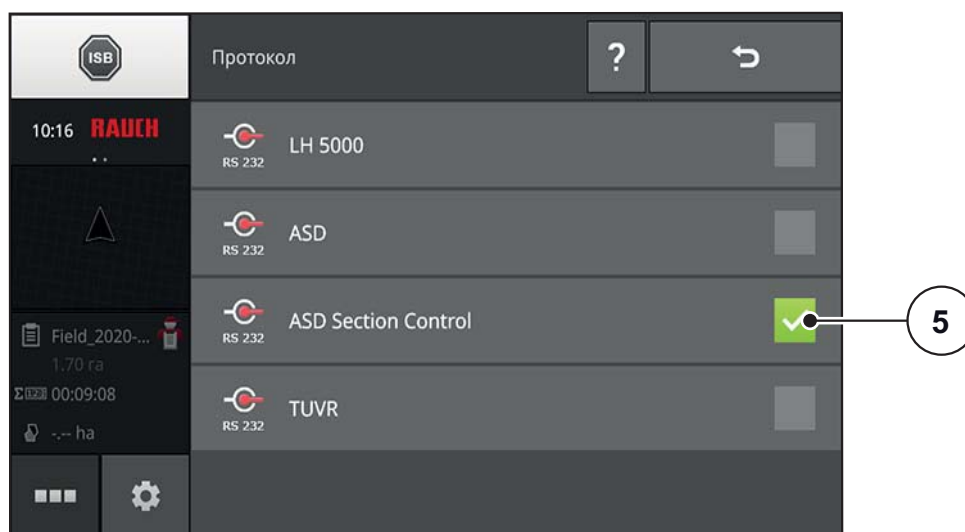 ISB
Протокол
?
10:16 RAUCH
RS 232
LH 5000
RS 232
ASD
RS 232
ASD Section Control
5
Field_2020-...
1.70 га
Σ 123 00:09:08
-.-- ha
RS 232
TUVR